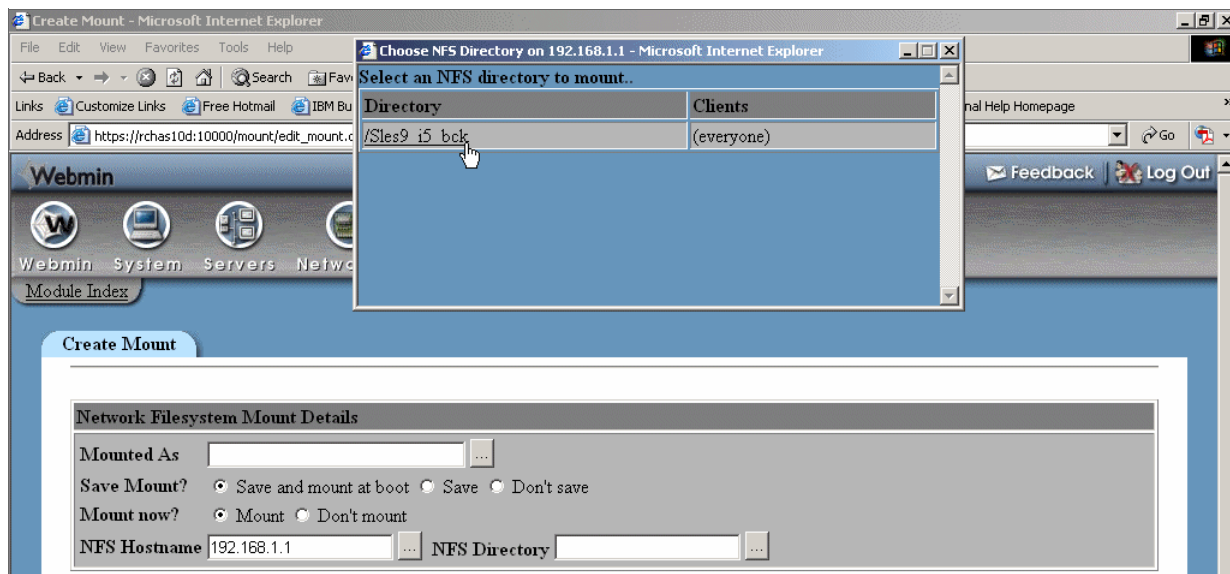 Create Mount - Microsoft Internet Explorer
File Edit View Favorites Tools Help
Back Search
Links Customize Links Free Hotmail IBM
Address https://rchas10d:10000/mount/edit_mount.c
Go
Help Homepage
Choose NFS Directory on 192.168.1.1 - Microsoft Internet Explorer
Select an NFS directory to mount..
Directory Clients
/Sles9_i5_bck (everyone)
Webmin
Feedback Log Out
Webmin System Servers
Module Index
Create Mount
Network Filesystem Mount Details
Mounted As ...
Save Mount? Save and mount at boot Save Don't save
Mount now? Mount Don't mount
NFS Hostname 192.168.1.1 ... NFS Directory ...